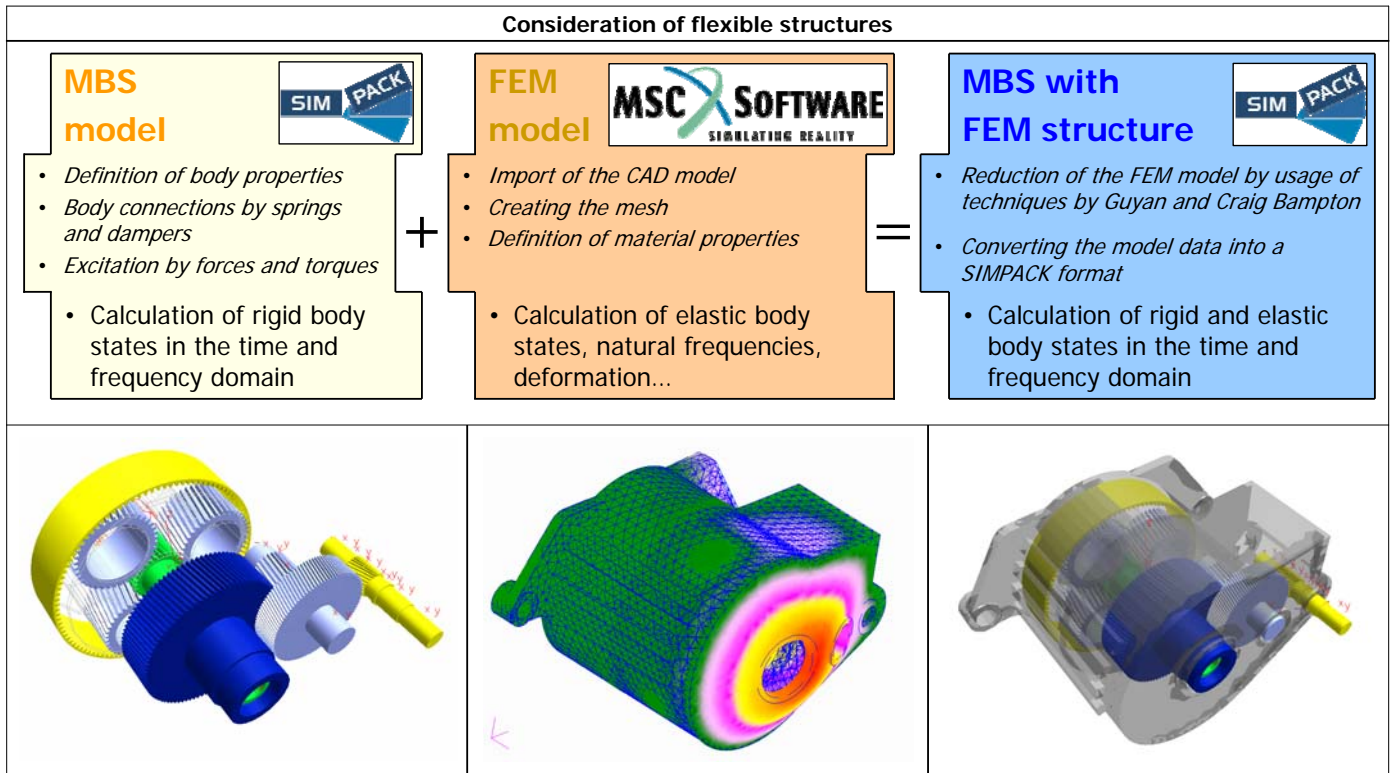 Consideration of flexible structures
MBS
model
SIMPACK
• Definition of body properties
• Body connections by springs
and dampers
• Excitation by forces and torques
• Calculation of rigid body
states in the time and
frequency domain
+
FEM
model
MSC SOFTWARE
SIMULATING REALITY
• Import of the CAD model
• Creating the mesh
• Definition of material properties
• Calculation of elastic body
states, natural frequencies,
deformation...
=
MBS with
FEM structure
SIMPACK
• Reduction of the FEM model by usage of
techniques by Guyan and Craig Bampton
• Converting the model data into a
SIMPACK format
• Calculation of rigid and elastic
body states in the time and
frequency domain